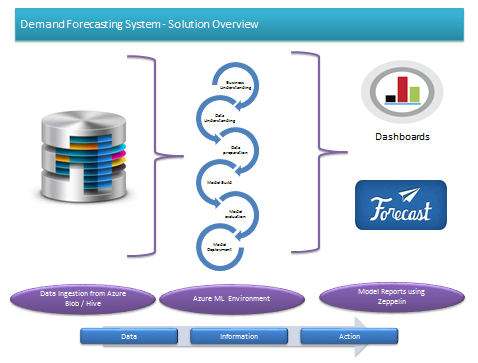 Demand Forecasting System - Solution Overview
Business
Understanding
Data
Understanding
Data
preparation
Model Build
Model
evaluation
Model
Deployment
Dashboards
Forecast
Data Ingestion from Azure
Blob / Hive
Azure ML Environment
Model Reports using
Zeppelin
Data
Information
Action